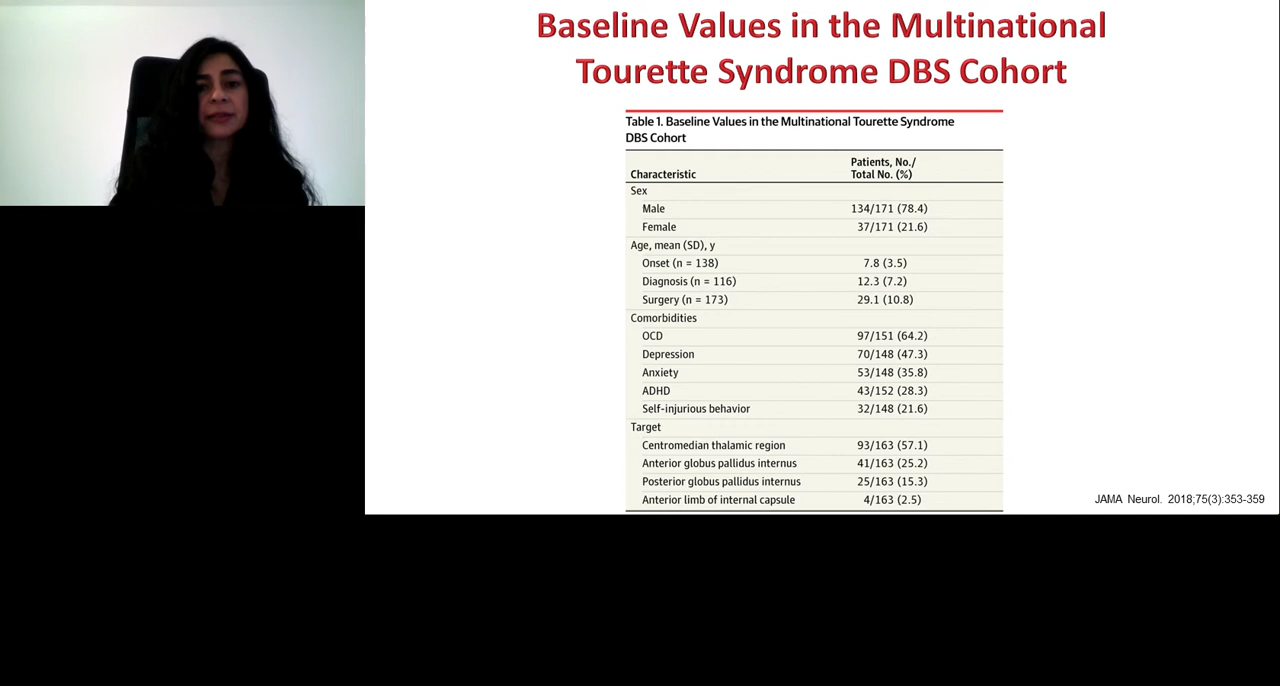 Baseline Values in the Multinational
Tourette Syndrome DBS Cohort
Table 1. Baseline Values in the Multinational Tourette Syndrome
DBS Cohort
Patients, No./
Characteristic Total No. (%)
Sex
Male 134/171 (78.4)
Female 37/171 (21.6)
Age, mean (SD), y
Onset (n = 138) 7.8 (3.5)
Diagnosis (n = 116) 12.3 (7.2)
Surgery (n = 173) 29.1 (10.8)
Comorbidities
OCD 97/151 (64.2)
Depression 70/148 (47.3)
Anxiety 53/148 (35.8)
ADHD 43/152 (28.3)
Self-injurious behavior 32/148 (21.6)
Target
Centromedian thalamic region 93/163 (57.1)
Anterior globus pallidus internus 41/163 (25.2)
Posterior globus pallidus internus 25/163 (15.3)
Anterior limb of internal capsule 4/163 (2.5)
JAMA Neurol. 2018;75(3):353-359